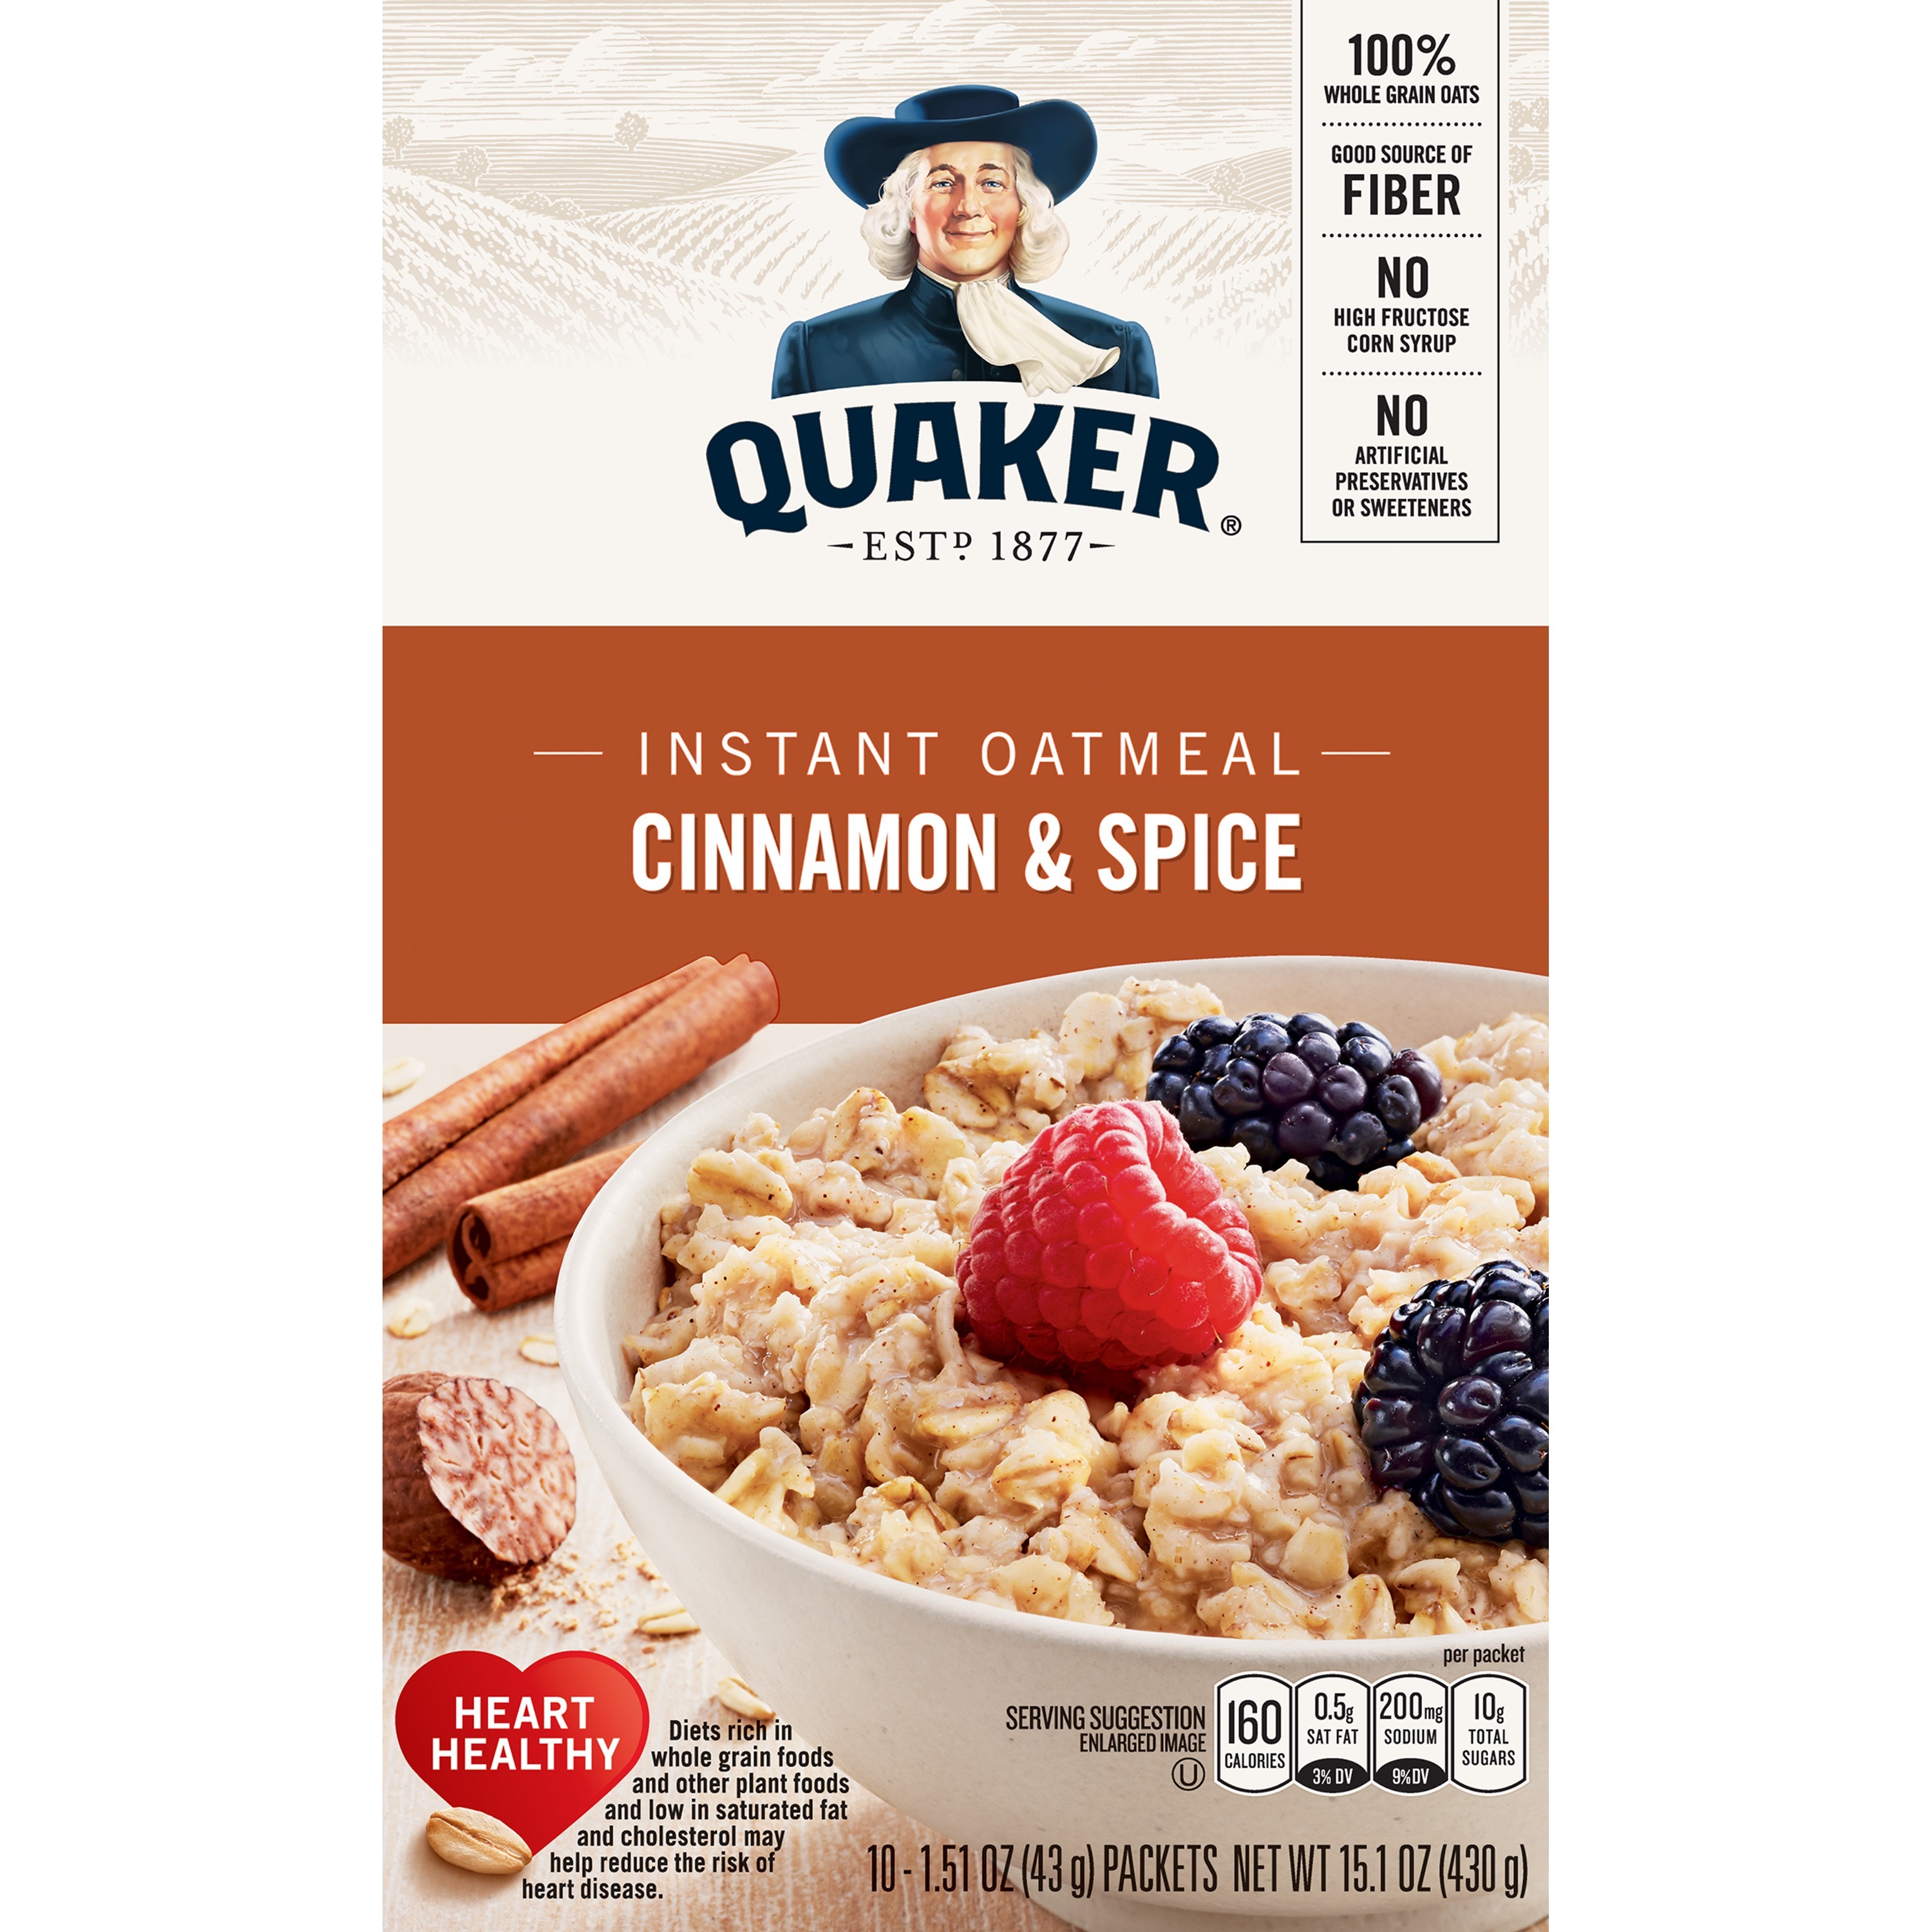 100%
WHOLE GRAIN OATS
GOOD SOURCE OF
FIBER
NO
HIGH FRUCTOSE
CORN SYRUP
NO
ARTIFICIAL
PRESERVATIVES
OR SWEETENERS
QUAKER®
ESTD 1877
INSTANT OATMEAL
CINNAMON & SPICE
HEART
HEALTHY
Diets rich in
whole grain foods
and other plant foods
and low in saturated fat
and cholesterol may
help reduce the risk of
heart disease.
SERVING SUGGESTION
ENLARGED IMAGE
U
per packet
160
CALORIES
0.5g
SAT FAT
3% DV
200mg
SODIUM
9% DV
10g
TOTAL
SUGARS
10 - 1.51 OZ (43 g) PACKETS NET WT 15.1 OZ (430 g)